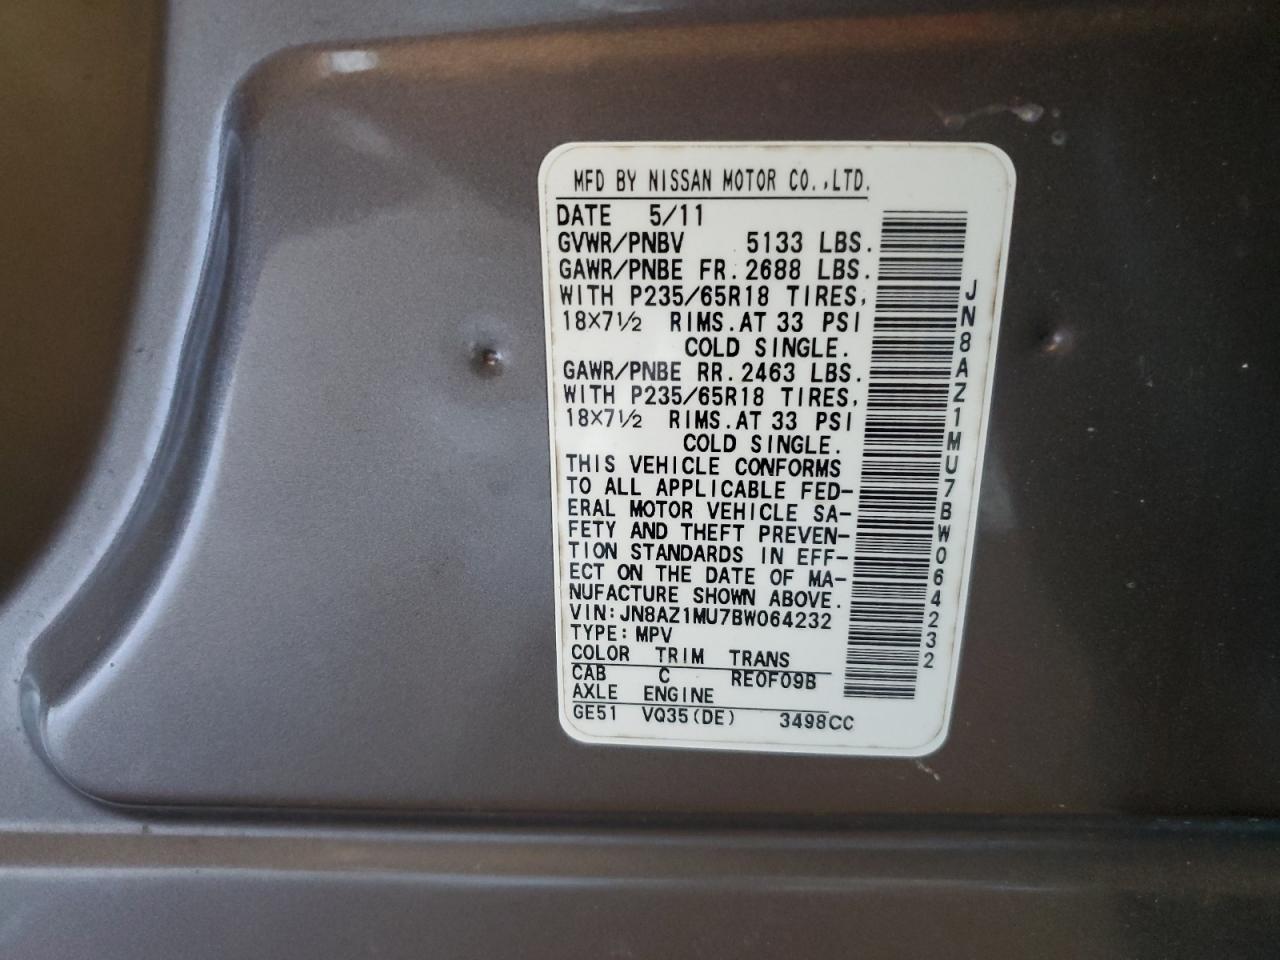 MFD BY NISSAN MOTOR CO.,LTD.
DATE 5/11
GVWR/PNBV 5133 LBS.
GAWR/PNBE FR. 2688 LBS.
WITH P235/65R18 TIRES,
18×7½ RIMS. AT 33 PSI
COLD SINGLE.
GAWR/PNBE RR. 2463 LBS.
WITH P235/65R18 TIRES,
18×7½ RIMS. AT 33 PSI
COLD SINGLE.
THIS VEHICLE CONFORMS
TO ALL APPLICABLE FED-
ERAL MOTOR VEHICLE SA-
FETY AND THEFT PREVEN-
TION STANDARDS IN EFF-
ECT ON THE DATE OF MA-
NUFACTURE SHOWN ABOVE.
VIN: JN8AZ1MU7BW064232
TYPE: MPV
COLOR TRIM TRANS
CAB C RE0F09B
AXLE ENGINE
GE51 VQ35(DE) 3498CC
JN8AZ1MU7BW064232